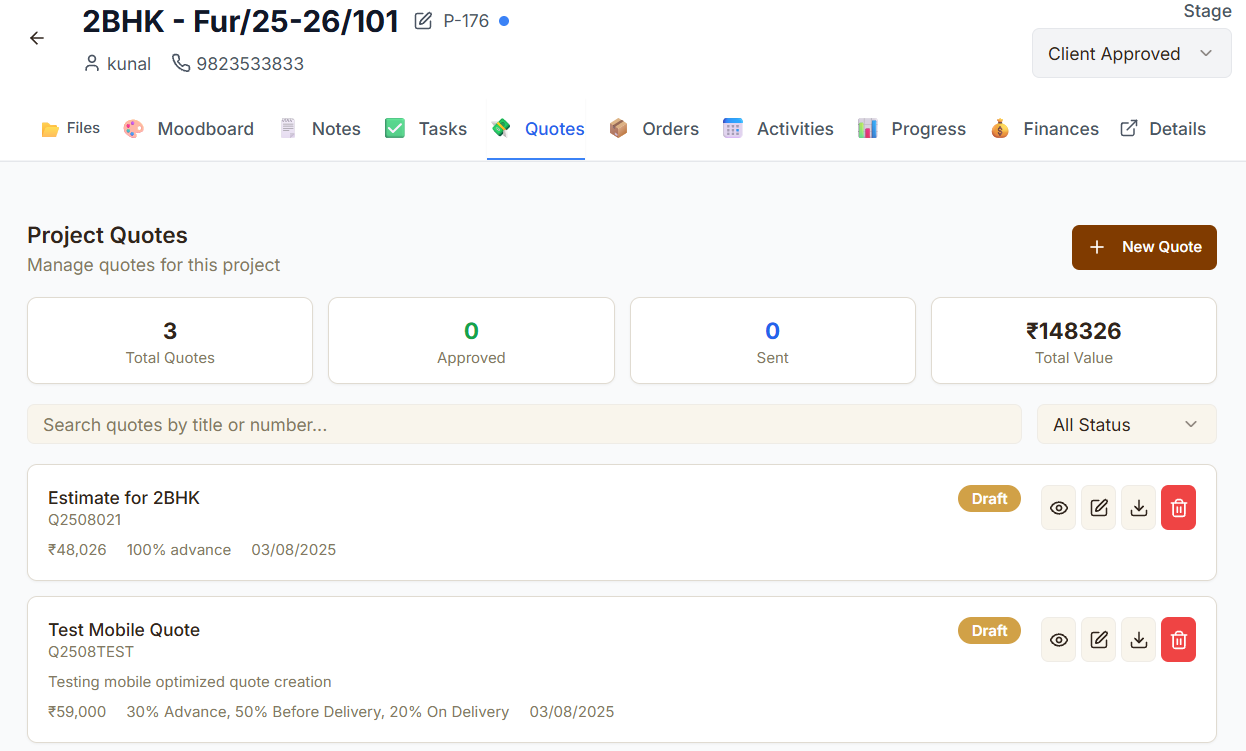 Stage
2BHK - Fur/25-26/101 P-176
Client Approved
kunal 9823533833
Files Moodboard Notes Tasks Quotes Orders Activities Progress Finances Details
Project Quotes
Manage quotes for this project
New Quote
3
Total Quotes
0
Approved
0
Sent
₹148326
Total Value
Search quotes by title or number...
All Status
Estimate for 2BHK
Draft
Q2508021
₹48,026 100% advance 03/08/2025
Test Mobile Quote
Draft
Q2508TEST
Testing mobile optimized quote creation
₹59,000 30% Advance, 50% Before Delivery, 20% On Delivery 03/08/2025